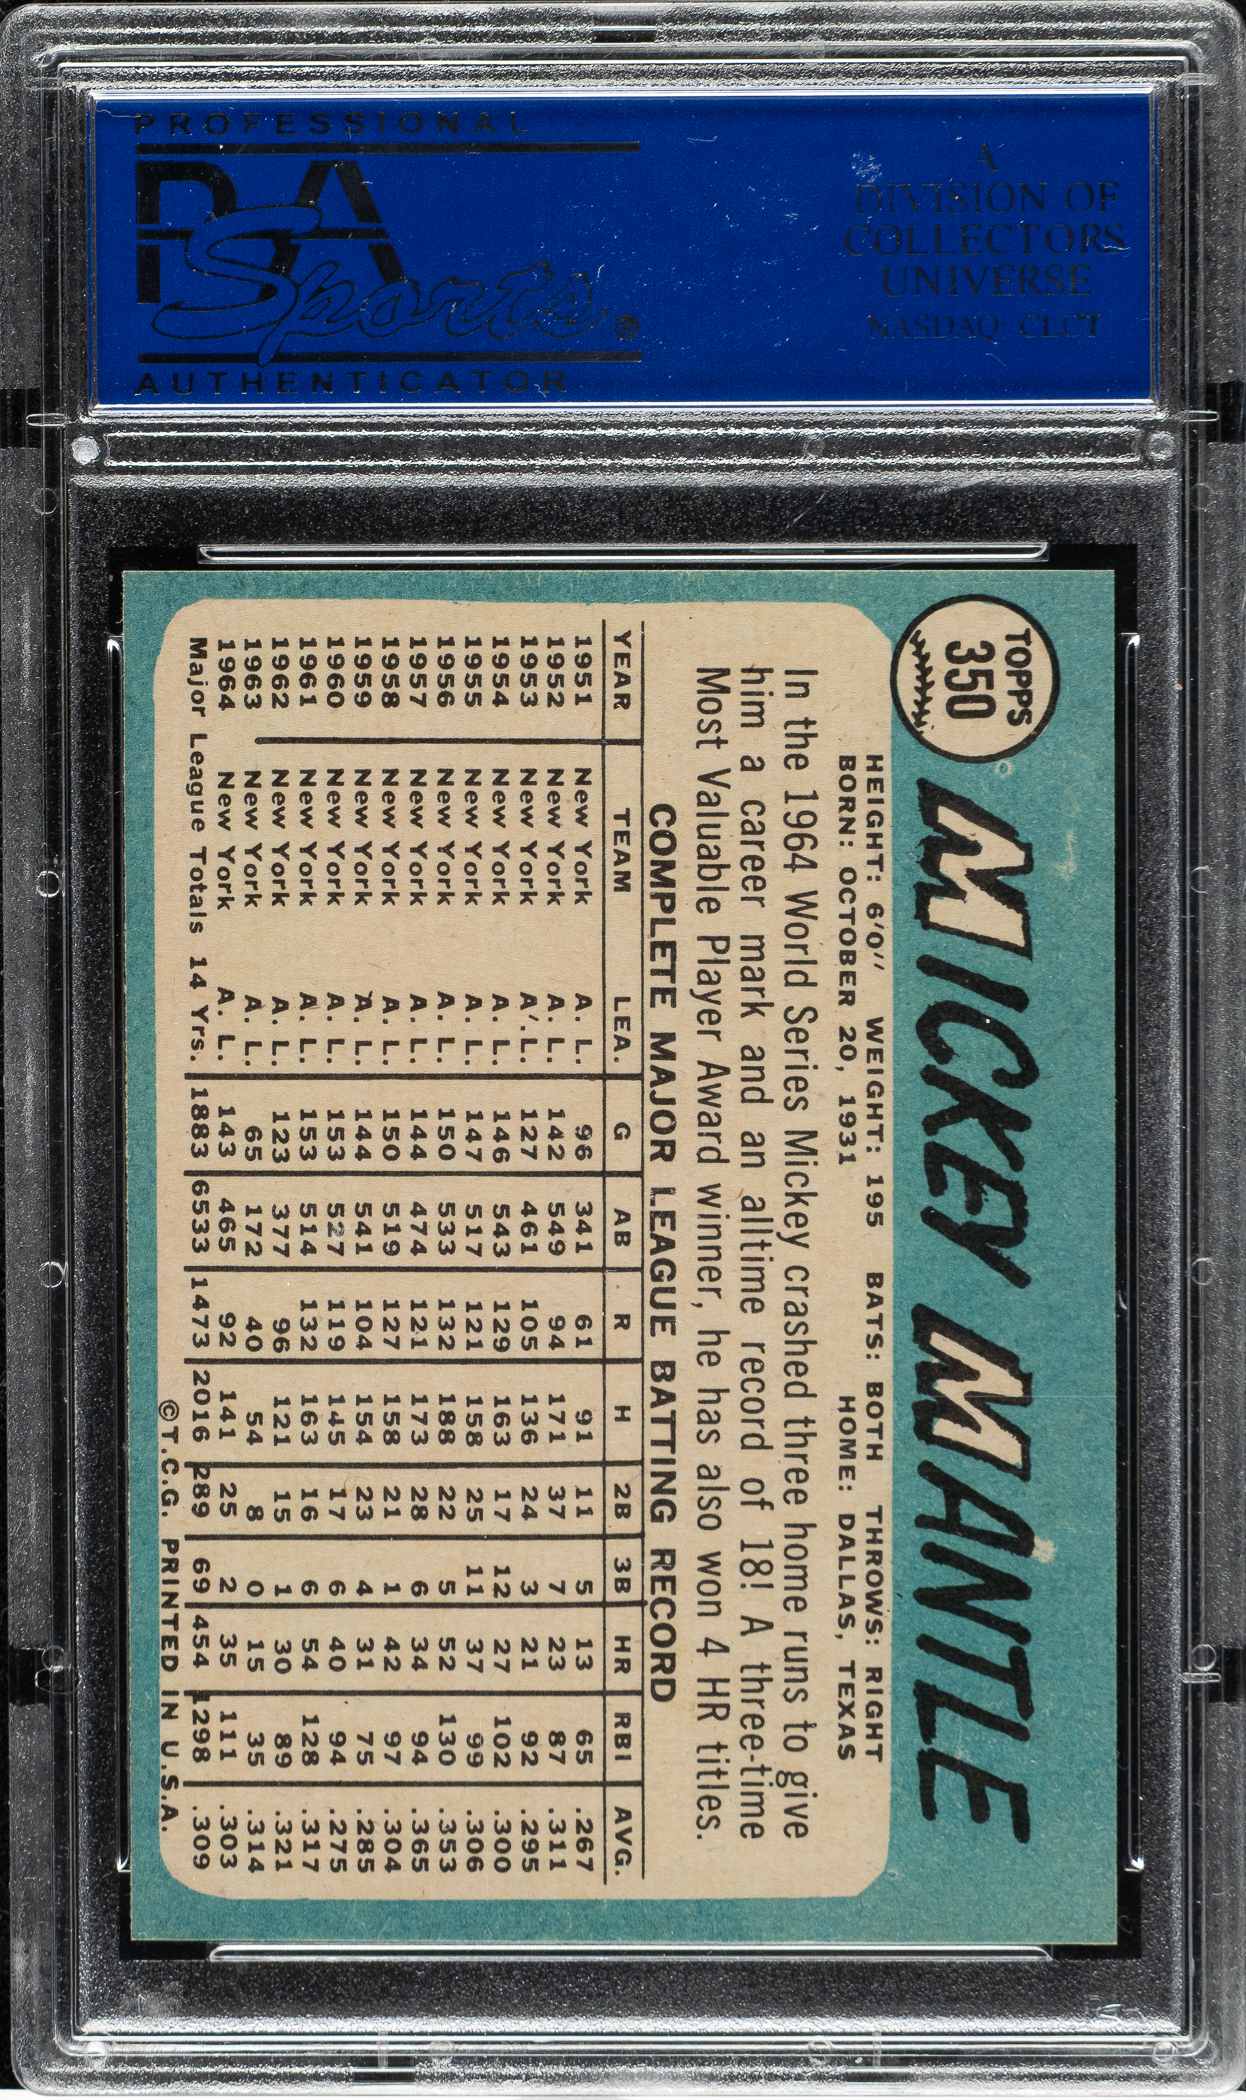 PROFESSIONAL
PSA
Sports®
AUTHENTICATOR
A
DIVISION OF
COLLECTORS
UNIVERSE
NASDAQ: CLCT
TOPPS
350
MICKEY MANTLE
HEIGHT: 6'0" WEIGHT: 195 BATS: BOTH THROWS: RIGHT
BORN: OCTOBER 20, 1931 HOME: DALLAS, TEXAS
In the 1964 World Series Mickey crashed three home runs to give
him a career mark and an alltime record of 18! A three-time
Most Valuable Player Award winner, he has also won 4 HR titles.
COMPLETE MAJOR LEAGUE BATTING RECORD
YEAR TEAM LEA. G AB R H 2B 3B HR RBI AVG.
1951 New York A. L. 96 341 61 91 11 5 13 65 .267
1952 New York A. L. 142 549 94 171 37 7 23 87 .311
1953 New York A. L. 127 461 105 136 24 3 21 92 .295
1954 New York A. L. 146 543 129 163 17 12 27 102 .300
1955 New York A. L. 147 517 121 158 25 11 37 99 .306
1956 New York A. L. 150 533 132 188 22 5 52 130 .353
1957 New York A. L. 144 474 121 173 28 6 34 94 .365
1958 New York A. L. 150 519 127 158 21 1 42 97 .304
1959 New York A. L. 144 541 104 154 23 4 31 75 .285
1960 New York A. L. 153 527 119 145 17 6 40 94 .275
1961 New York A. L. 153 514 132 163 16 6 54 128 .317
1962 New York A. L. 123 377 96 121 15 1 30 89 .321
1963 New York A. L. 65 172 40 54 8 0 15 35 .314
1964 New York A. L. 143 465 92 141 25 2 35 111 .303
Major League Totals 14 Yrs. 1883 6533 1473 2016 289 69 454 1298 .309
©T.C.G. PRINTED IN U.S.A.